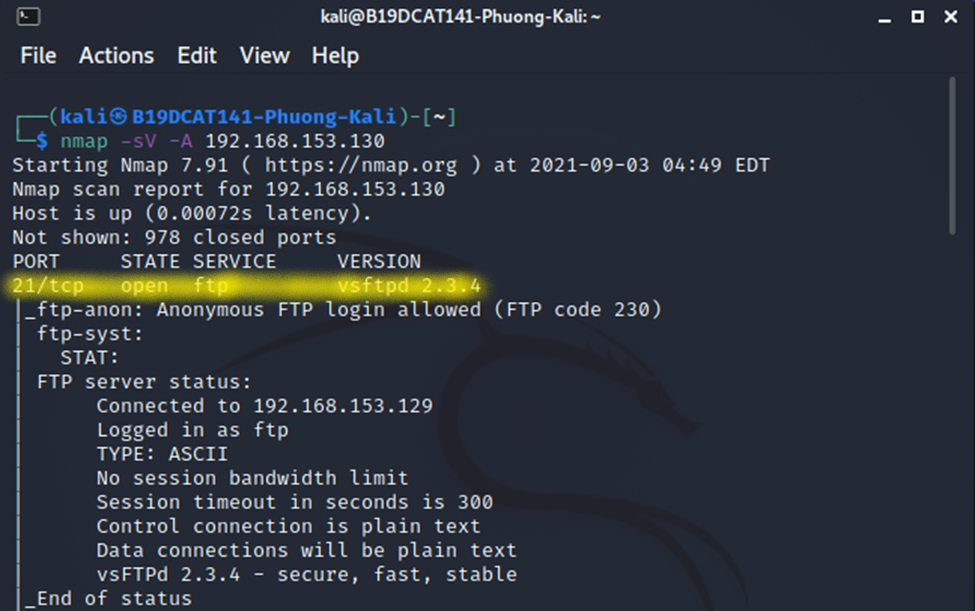 kali@B19DCAT141-Phuong-Kali: ~
File Actions Edit View Help
┌──(kali㉿B19DCAT141-Phuong-Kali)-[~]
└─$ nmap -sV -A 192.168.153.130
Starting Nmap 7.91 ( https://nmap.org ) at 2021-09-03 04:49 EDT
Nmap scan report for 192.168.153.130
Host is up (0.00072s latency).
Not shown: 978 closed ports
PORT     STATE SERVICE     VERSION
21/tcp   open  ftp         vsftpd 2.3.4
|_ftp-anon: Anonymous FTP login allowed (FTP code 230)
| ftp-syst:
|   STAT:
| FTP server status:
|      Connected to 192.168.153.129
|      Logged in as ftp
|      TYPE: ASCII
|      No session bandwidth limit
|      Session timeout in seconds is 300
|      Control connection is plain text
|      Data connections will be plain text
|      vsFTPd 2.3.4 - secure, fast, stable
|_End of status